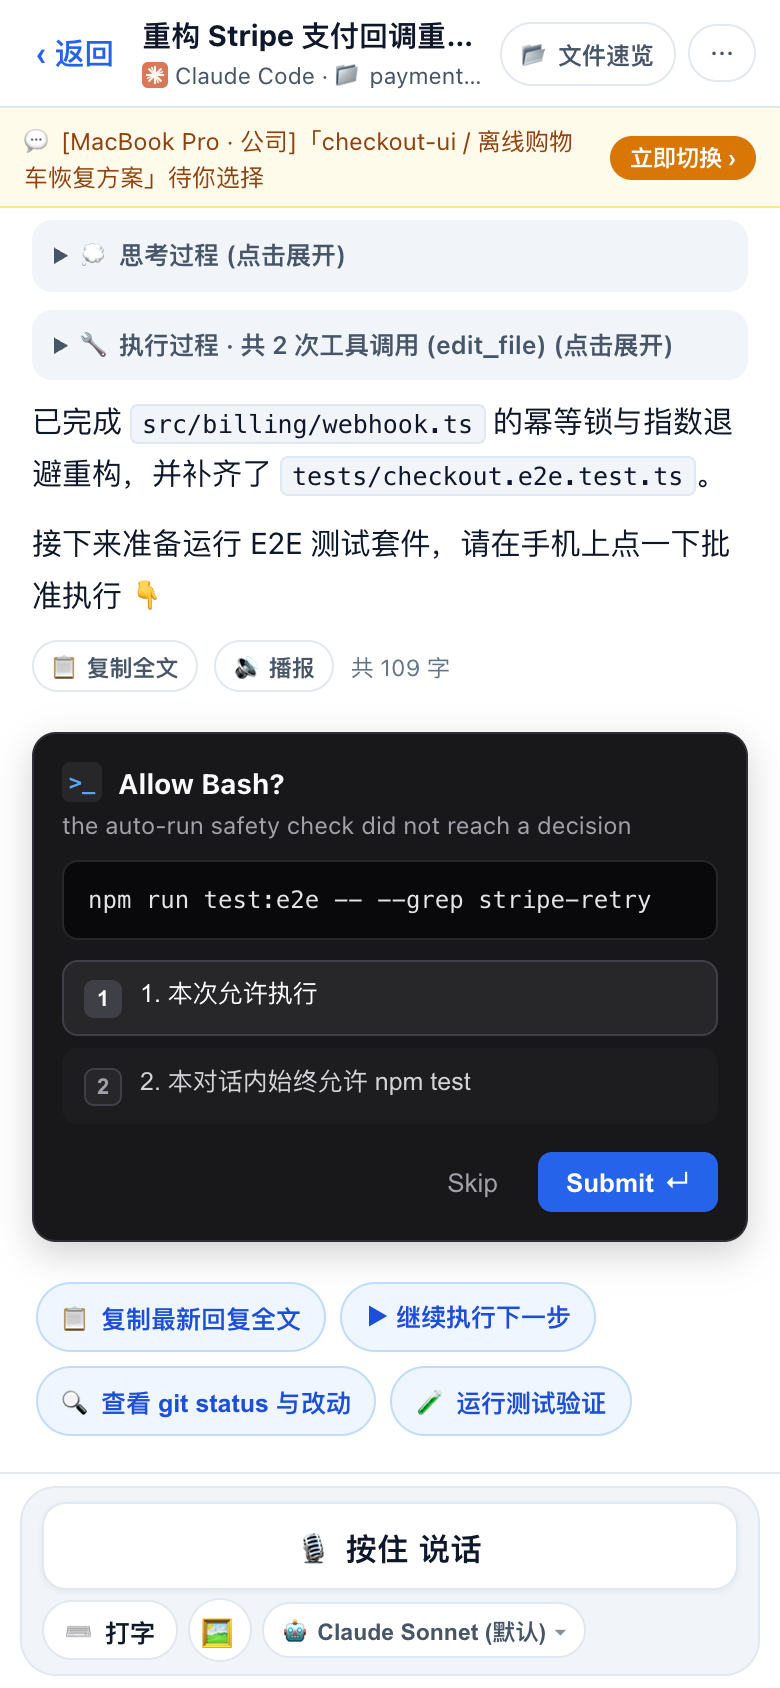 ‹ 返回
重构 Stripe 支付回调重...
Claude Code · payment...
文件速览
···
[MacBook Pro · 公司]「checkout-ui / 离线购物
车恢复方案」待你选择
立即切换 ›
思考过程 (点击展开)
执行过程 · 共 2 次工具调用 (edit_file) (点击展开)
已完成 src/billing/webhook.ts 的幂等锁与指数退
避重构，并补齐了 tests/checkout.e2e.test.ts。
接下来准备运行 E2E 测试套件，请在手机上点一下批
准执行 👇
复制全文
播报
共 109 字
>_ Allow Bash?
the auto-run safety check did not reach a decision
npm run test:e2e -- --grep stripe-retry
1 1. 本次允许执行
2 2. 本对话内始终允许 npm test
Skip
Submit ↵
复制最新回复全文
继续执行下一步
查看 git status 与改动
运行测试验证
按住 说话
打字
Claude Sonnet (默认)